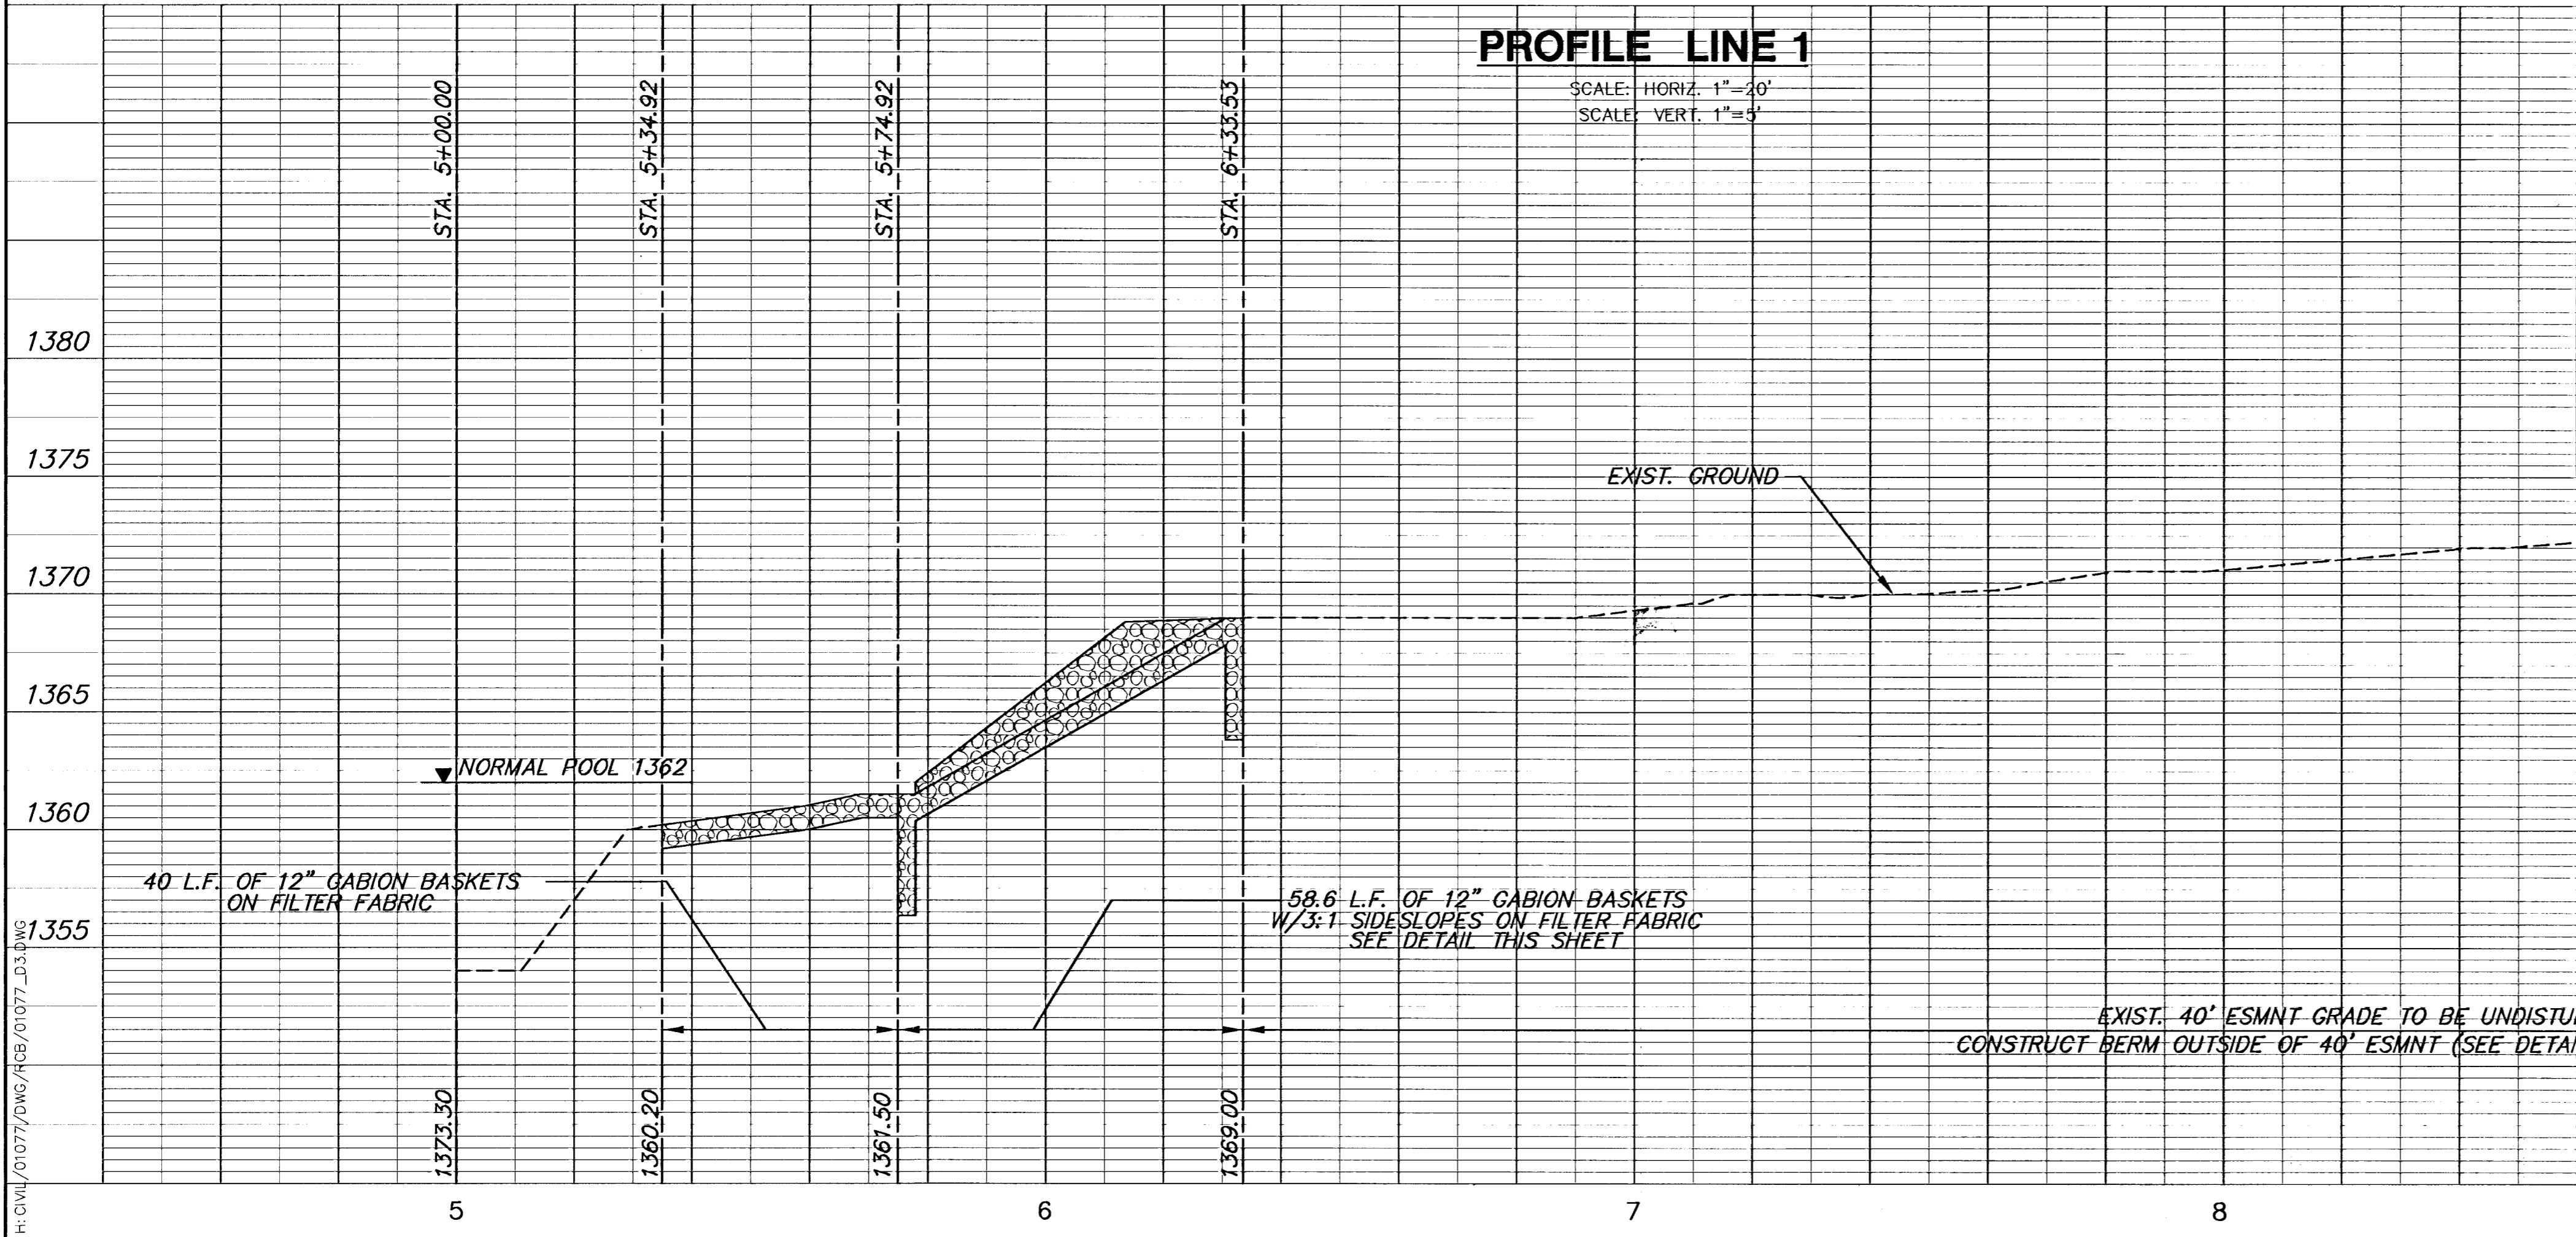 PROFILE LINE 1
SCALE: HORIZ. 1"=20'
SCALE: VERT. 1"=5'
STA. 5+00.00
STA. 5+34.92
STA. 5+74.92
STA. 6+33.53
1380
1375
1370
1365
1360
1355
EXIST. GROUND
NORMAL POOL 1362
40 L.F. OF 12" GABION BASKETS
ON FILTER FABRIC
58.6 L.F. OF 12" GABION BASKETS
W/3:1 SIDESLOPES ON FILTER FABRIC
SEE DETAIL THIS SHEET
EXIST. 40' ESMNT GRADE TO BE UNDISTU
CONSTRUCT BERM OUTSIDE OF 40' ESMNT (SEE DETAI
1373.30
1360.20
1361.50
1369.00
5
6
7
8
H: CIVIL/01077/DWG/RCB/01077_D3.DWG